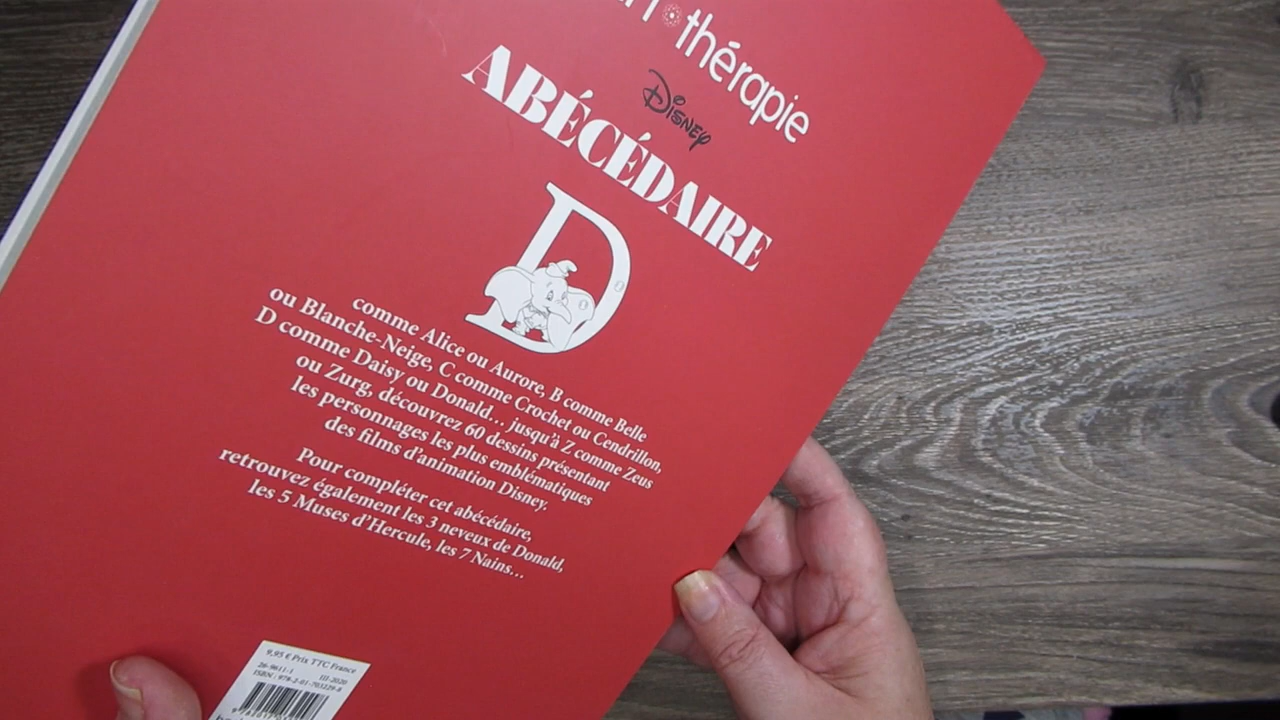 thérapie
Disney
ABÉCÉDAIRE
D
comme Alice ou Aurore, B comme Belle
ou Blanche-Neige, C comme Crochet ou Cendrillon,
D comme Daisy ou Donald... jusqu'à Z comme Zeus
ou Zurg, découvrez 60 dessins présentant
les personnages les plus emblématiques
des films d'animation Disney.
Pour compléter cet abécédaire,
retrouvez également les 3 neveux de Donald,
les 5 Muses d'Hercule, les 7 Nains...
9,95 € Prix TTC France
26-9611-1 III-2020